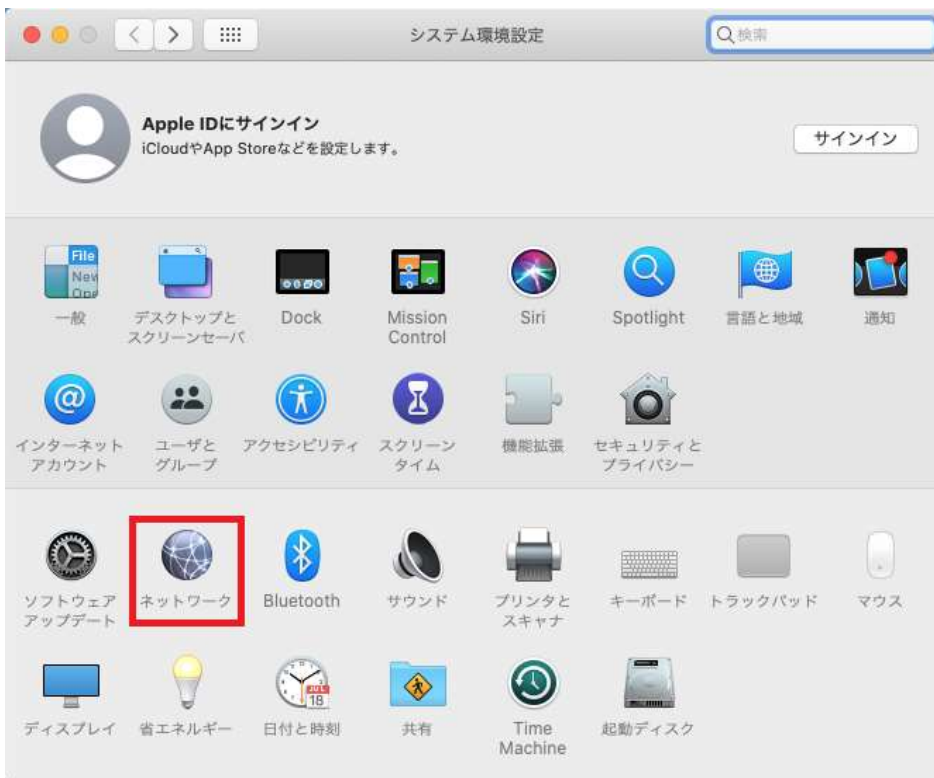 システム環境設定
検索
Apple IDにサインイン
iCloudやApp Storeなどを設定します。
サインイン
File
New
Ope
一般
デスクトップと
スクリーンセーバ
Dock
Mission
Control
Siri
Spotlight
言語と地域
通知
インターネット
アカウント
ユーザと
グループ
アクセシビリティ
スクリーン
タイム
機能拡張
セキュリティと
プライバシー
ソフトウェア
アップデート
ネットワーク
Bluetooth
サウンド
プリンタと
スキャナ
キーボード
トラックパッド
マウス
JUL
18
ディスプレイ
省エネルギー
日付と時刻
共有
Time
Machine
起動ディスク